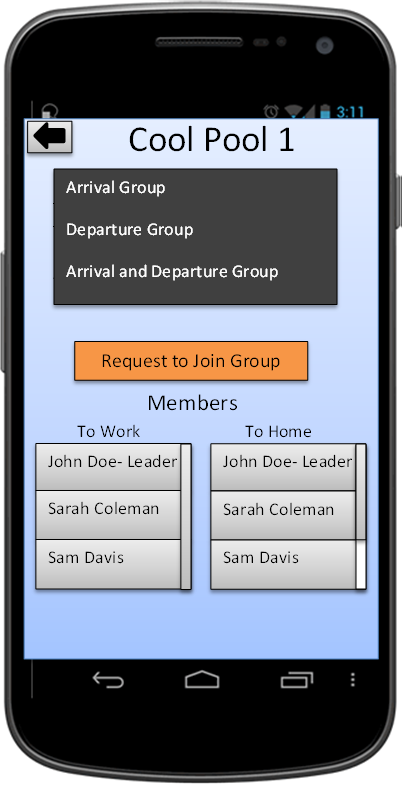 3:11
Cool Pool 1
Arrival Group
Departure Group
Arrival and Departure Group
Request to Join Group
Members
To Work
To Home
John Doe- Leader
Sarah Coleman
Sam Davis
John Doe- Leader
Sarah Coleman
Sam Davis